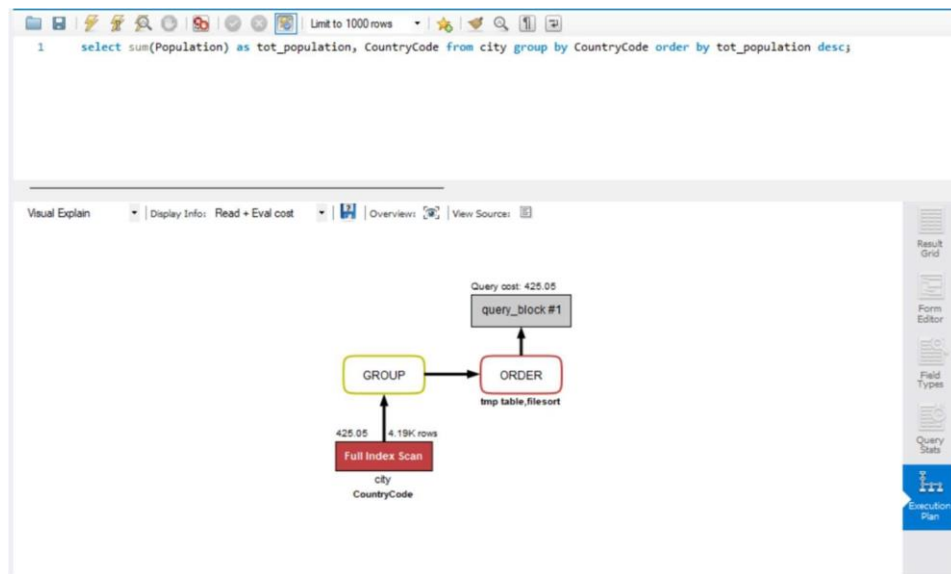 Limit to 1000 rows
1 select sum(Population) as tot_population, CountryCode from city group by CountryCode order by tot_population desc;
Visual Explain Display Info: Read + Eval cost Overview: View Source:
Result
Grid
Form
Editor
Field
Types
Query
Stats
Execution
Plan
Query cost: 425.05
query_block #1
GROUP
ORDER
tmp table,filesort
425.05 4.19K rows
Full Index Scan
city
CountryCode